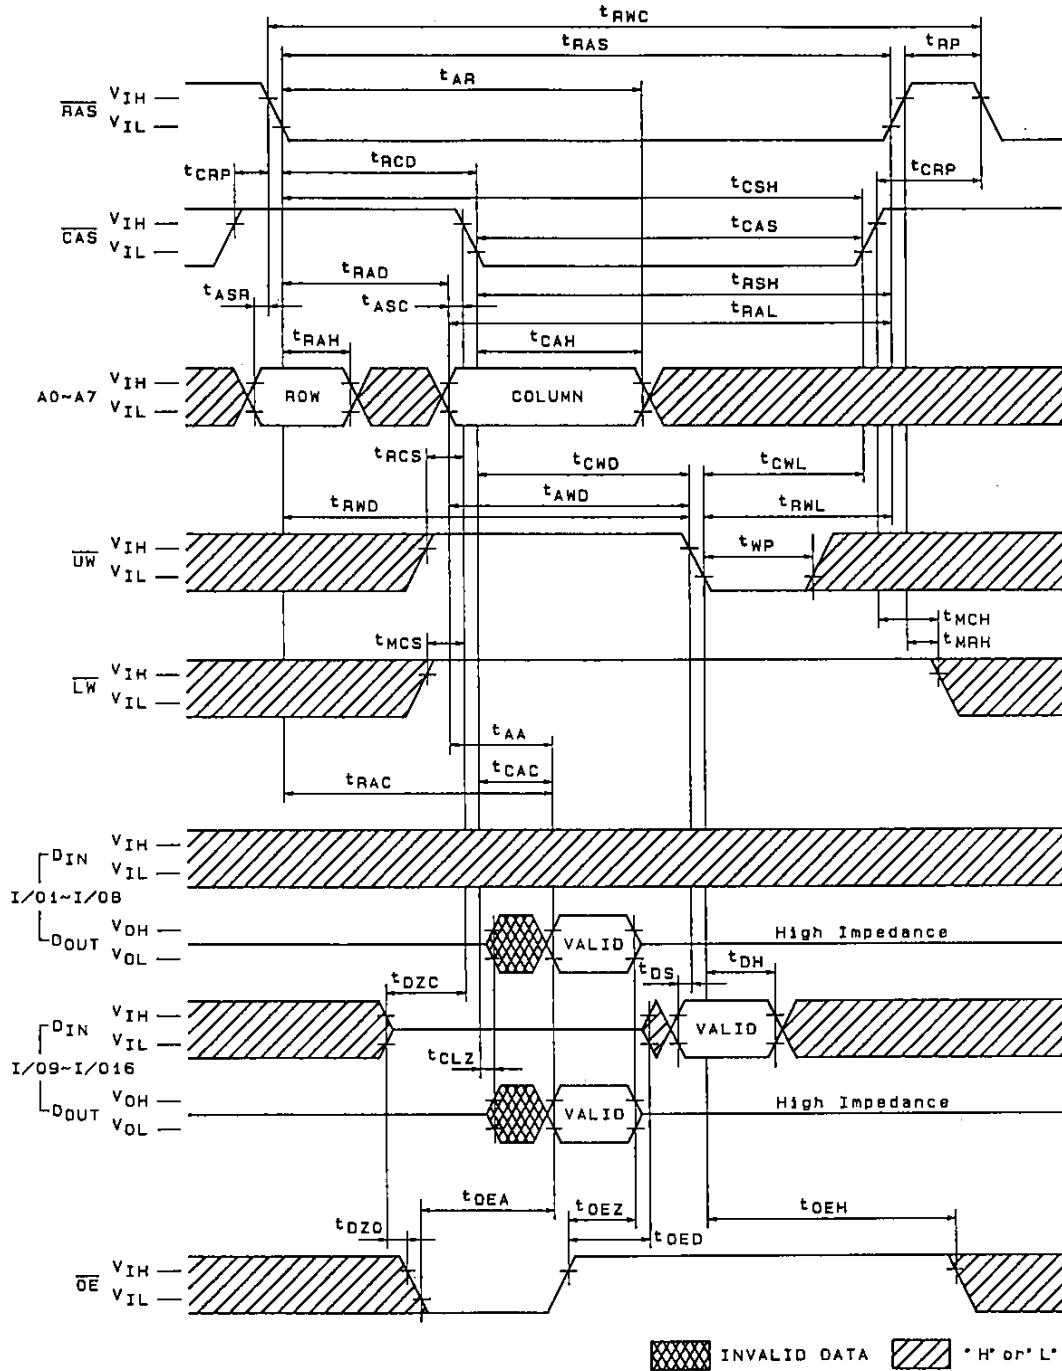 tRWC
tRAS
tRP
tAR
RAS VIH
VIL
tCRP
tRCD
tCRP
tCSH
CAS VIH
VIL
tCAS
tRAD
tASR
tASC
tRSH
tRAL
tRAH
tCAH
A0~A7 VIH
VIL
ROW
COLUMN
tRCS
tCWD
tCWL
tAWD
tRWD
tRWL
UW VIH
VIL
tWP
tMCH
tMCS
tMRH
LW VIH
VIL
tAA
tCAC
tRAC
DIN VIH
VIL
I/O1~I/O8
DOUT VOH
VOL
VALID
High Impedance
tDZC
tDS
tDH
DIN VIH
VIL
VALID
I/O9~I/O16
tCLZ
DOUT VOH
VOL
VALID
High Impedance
tOEA
tOEZ
tOEH
tDZO
tOED
OE VIH
VIL
INVALID DATA
"H" or "L"